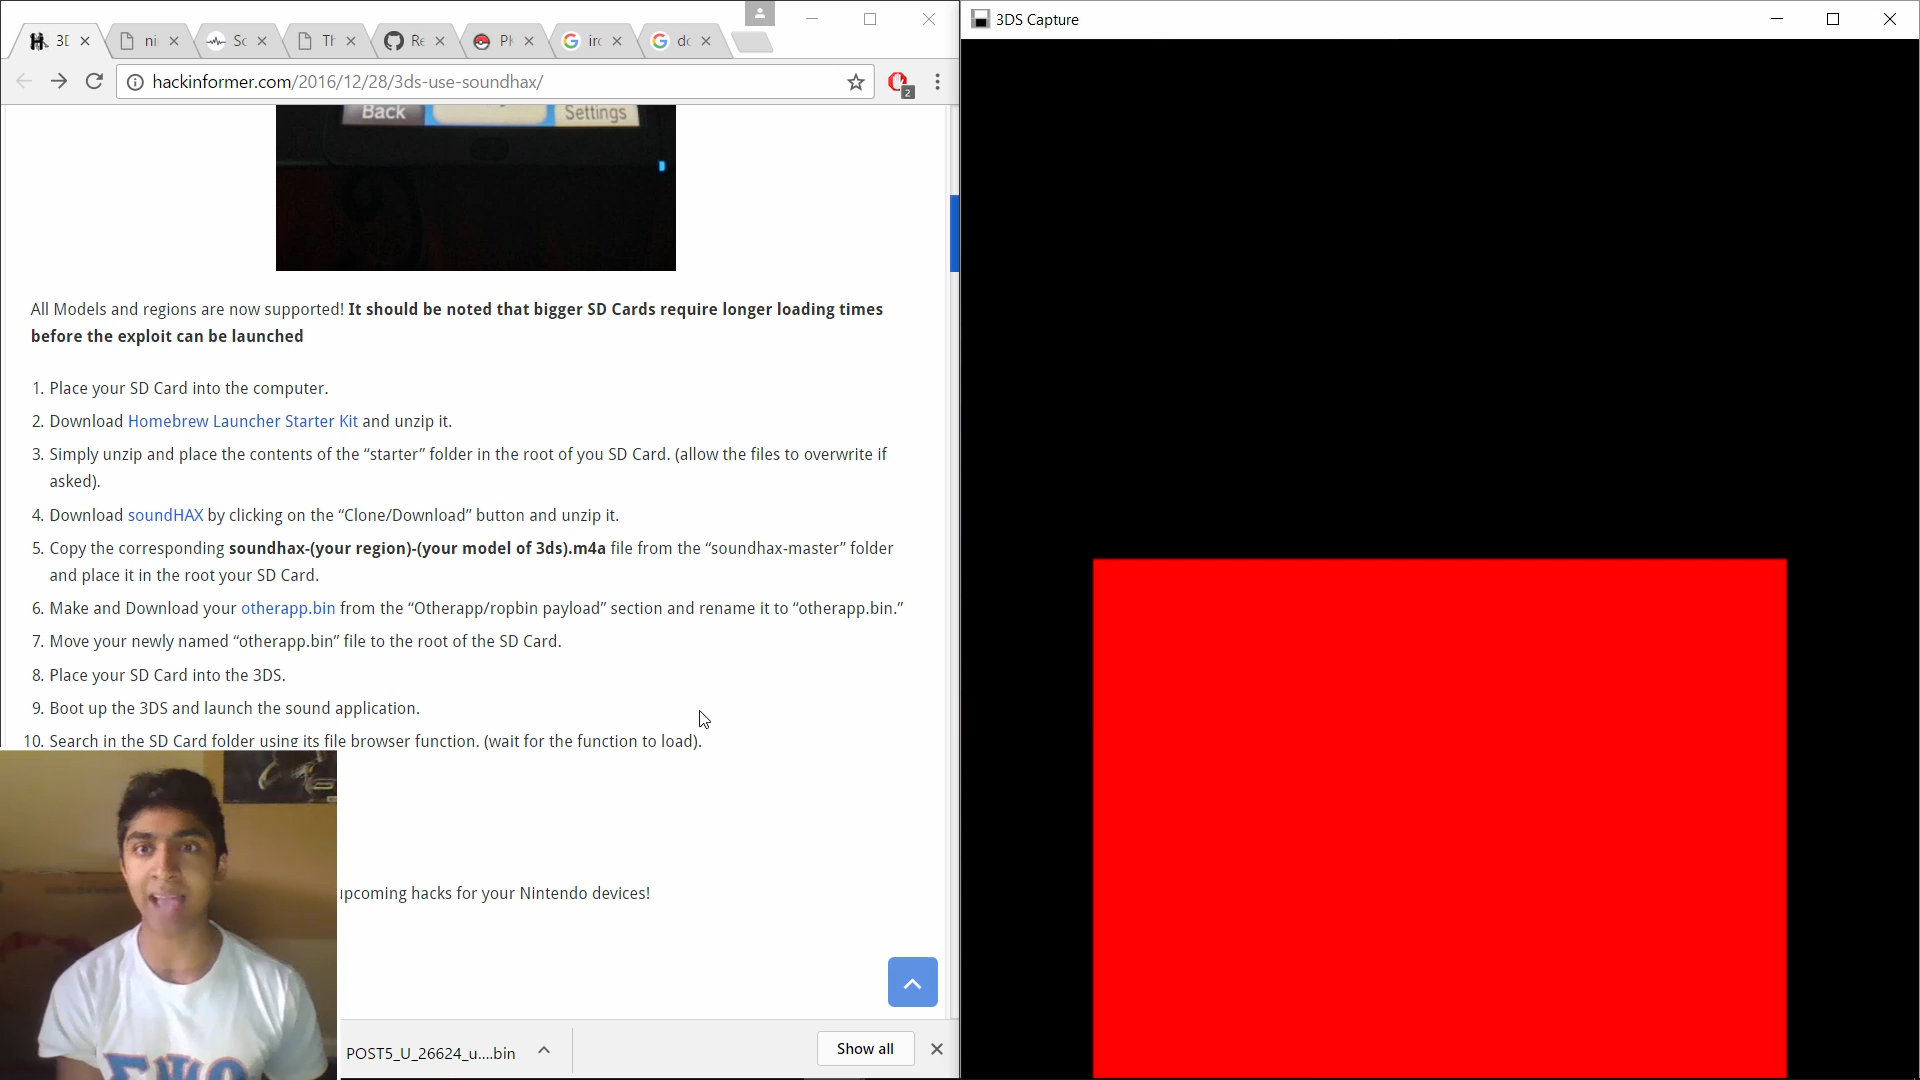 3D
ni
Sc
Th
Re
Pk
irc
dc
3DS Capture
hackinformer.com/2016/12/28/3ds-use-soundhax/
2
Back
Settings
All Models and regions are now supported! It should be noted that bigger SD Cards require longer loading times
before the exploit can be launched
1. Place your SD Card into the computer.
2. Download Homebrew Launcher Starter Kit and unzip it.
3. Simply unzip and place the contents of the “starter” folder in the root of you SD Card. (allow the files to overwrite if
asked).
4. Download soundHAX by clicking on the “Clone/Download” button and unzip it.
5. Copy the corresponding soundhax-(your region)-(your model of 3ds).m4a file from the “soundhax-master” folder
and place it in the root your SD Card.
6. Make and Download your otherapp.bin from the “Otherapp/ropbin payload” section and rename it to “otherapp.bin.”
7. Move your newly named “otherapp.bin” file to the root of the SD Card.
8. Place your SD Card into the 3DS.
9. Boot up the 3DS and launch the sound application.
10. Search in the SD Card folder using its file browser function. (wait for the function to load).
upcoming hacks for your Nintendo devices!
POST5_U_26624_u....bin
Show all